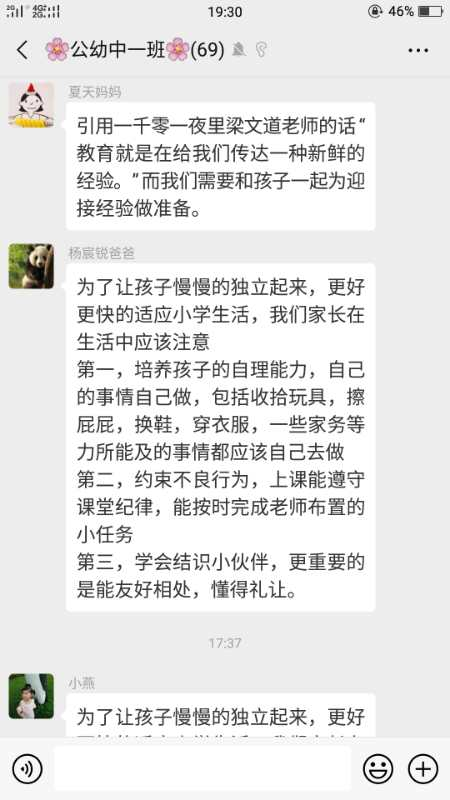 2G 4G 2G 19:30 46%
🌸公幼中一班🌸(69)
夏天妈妈
引用一千零一夜里梁文道老师的话“
教育就是在给我们传达一种新鲜的
经验。”而我们需要和孩子一起为迎
接经验做准备。
杨宸锐爸爸
为了让孩子慢慢的独立起来，更好
更快的适应小学生活，我们家长在
生活中应该注意
第一，培养孩子的自理能力，自己
的事情自己做，包括收拾玩具，擦
屁屁，换鞋，穿衣服，一些家务等
力所能及的事情都应该自己去做
第二，约束不良行为，上课能遵守
课堂纪律，能按时完成老师布置的
小任务
第三，学会结识小伙伴，更重要的
是能友好相处，懂得礼让。
17:37
小燕
为了让孩子慢慢的独立起来，更好